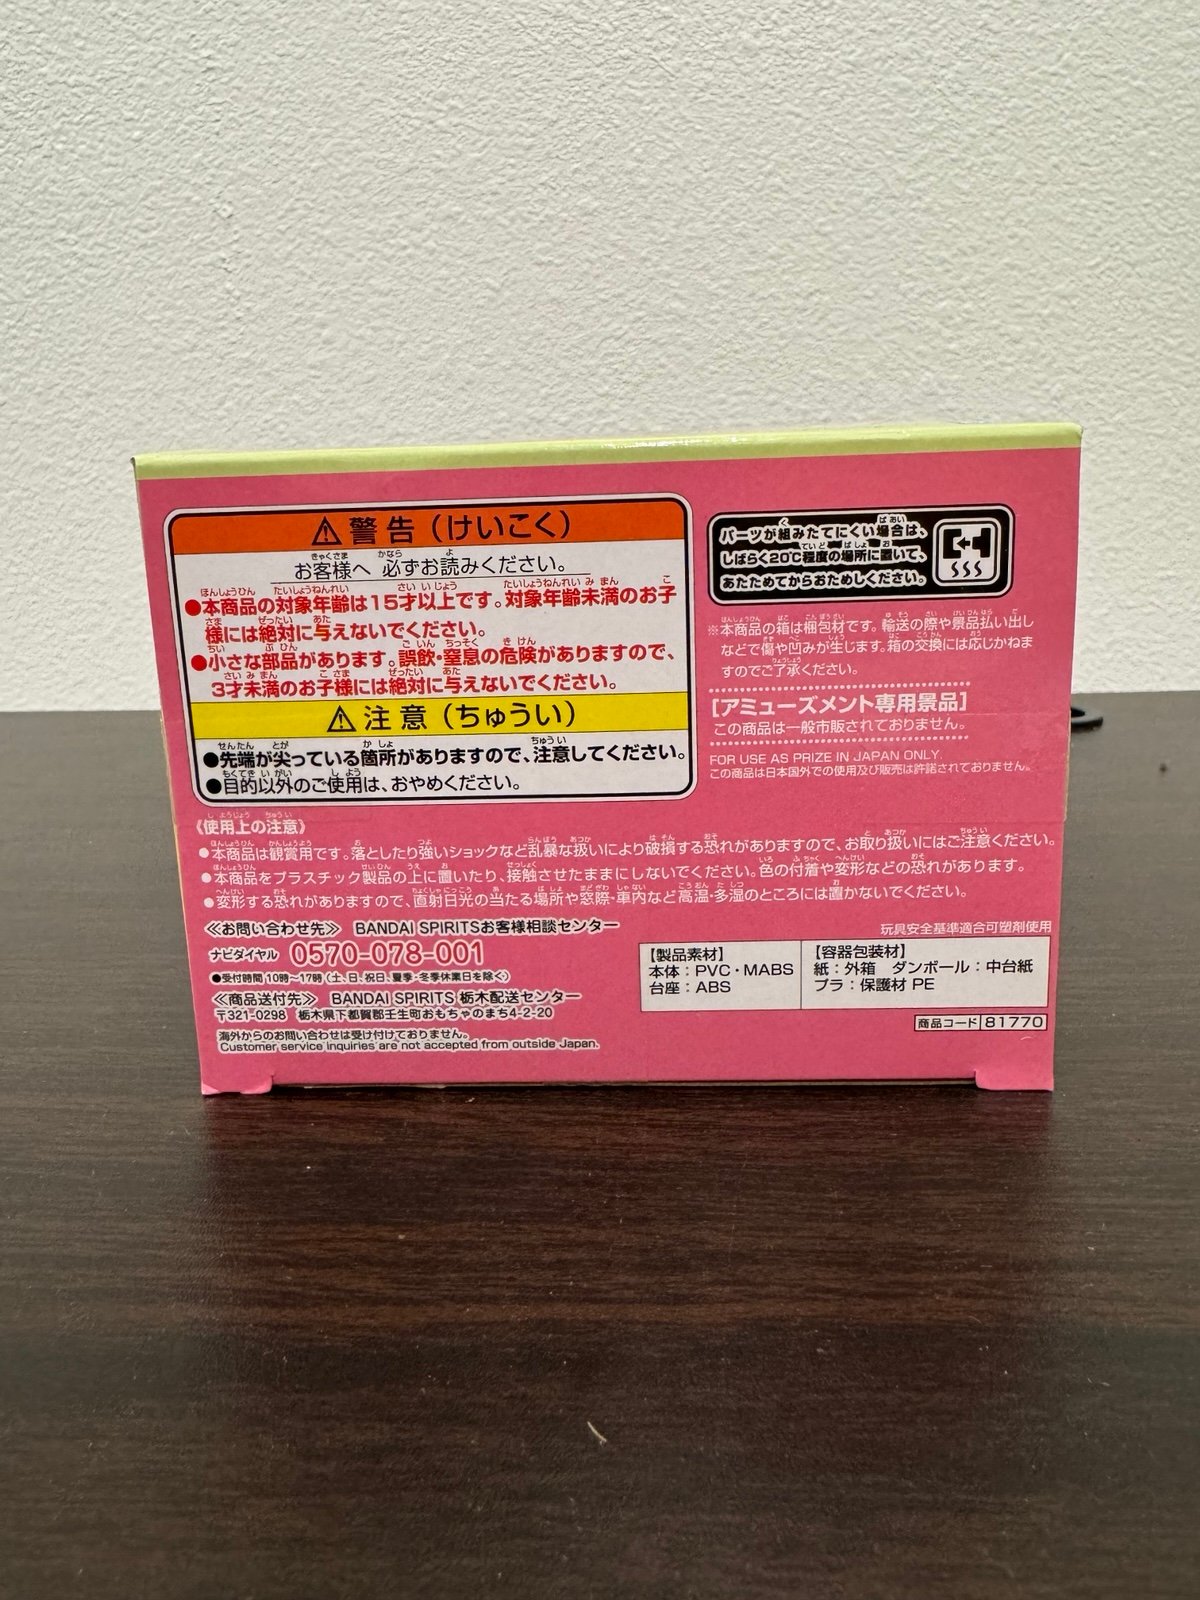 ⚠警告（けいこく）
お客様へ 必ずお読みください。
●本商品の対象年齢は15才以上です。対象年齢未満のお子
様には絶対に与えないでください。
●小さな部品があります。誤飲・窒息の危険がありますので、
3才未満のお子様には絶対に与えないでください。
⚠注意（ちゅうい）
●先端が尖っている箇所がありますので、注意してください。
●目的以外のご使用は、おやめください。
パーツが組みたてにくい場合は、
しばらく20℃程度の場所に置いて、
あたためてからおためしください。
※本商品の箱は梱包材です。輸送の際や景品払い出し
などで傷や凹みが生じます。箱の交換には応じかねま
すのでご了承ください。
［アミューズメント専用景品］
この商品は一般市販されておりません。
FOR USE AS PRIZE IN JAPAN ONLY.
この商品は日本国外での使用及び販売は許諾されておりません。
《使用上の注意》
●本商品は観賞用です。落としたり強いショックなど乱暴な扱いにより破損する恐れがありますので、お取り扱いにはご注意ください。
●本商品をプラスチック製品の上に置いたり、接触させたままにしないでください。色の付着や変形などの恐れがあります。
●変形する恐れがありますので、直射日光の当たる場所や窓際・車内など高温・多湿のところには置かないでください。
≪お問い合わせ先≫ BANDAI SPIRITSお客様相談センター
ナビダイヤル 0570-078-001
●受付時間 10時〜17時（土、日、祝日、夏季・冬季休業日を除く）
≪商品送付先≫ BANDAI SPIRITS 栃木配送センター
〒321-0298 栃木県下都賀郡壬生町おもちゃのまち4-2-20
海外からのお問い合わせは受け付けておりません。
Customer service inquiries are not accepted from outside Japan.
玩具安全基準適合可塑剤使用
【製品素材】
本体：PVC・MABS
台座：ABS
【容器包装材】
紙：外箱 ダンボール：中台紙
プラ：保護材 PE
商品コード 81770